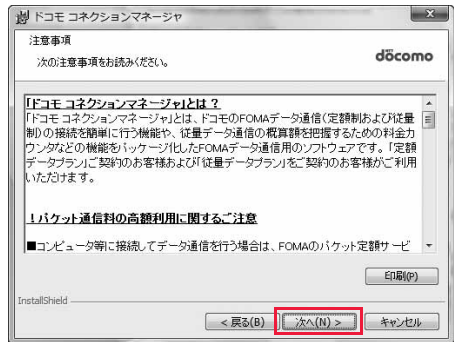 ドコモ コネクションマネージャ
注意事項
次の注意事項をお読みください。
döcomo
「ドコモ コネクションマネージャ」とは？
「ドコモ コネクションマネージャ」とは、ドコモのFOMAデータ通信(定額制および従量
制)の接続を簡単に行う機能や、従量データ通信の概算額を把握するための料金カ
ウンタなどの機能をパッケージ化したFOMAデータ通信用のソフトウェアです。「定額
データプラン」ご契約のお客様および「従量データプラン」をご契約のお客様がご利用
いただけます。
！パケット通信料の高額利用に関するご注意
■コンピュータ等に接続してデータ通信を行う場合は、FOMAのパケット定額サービ
印刷(P)
InstallShield
< 戻る(B)
次へ(N) >
キャンセル